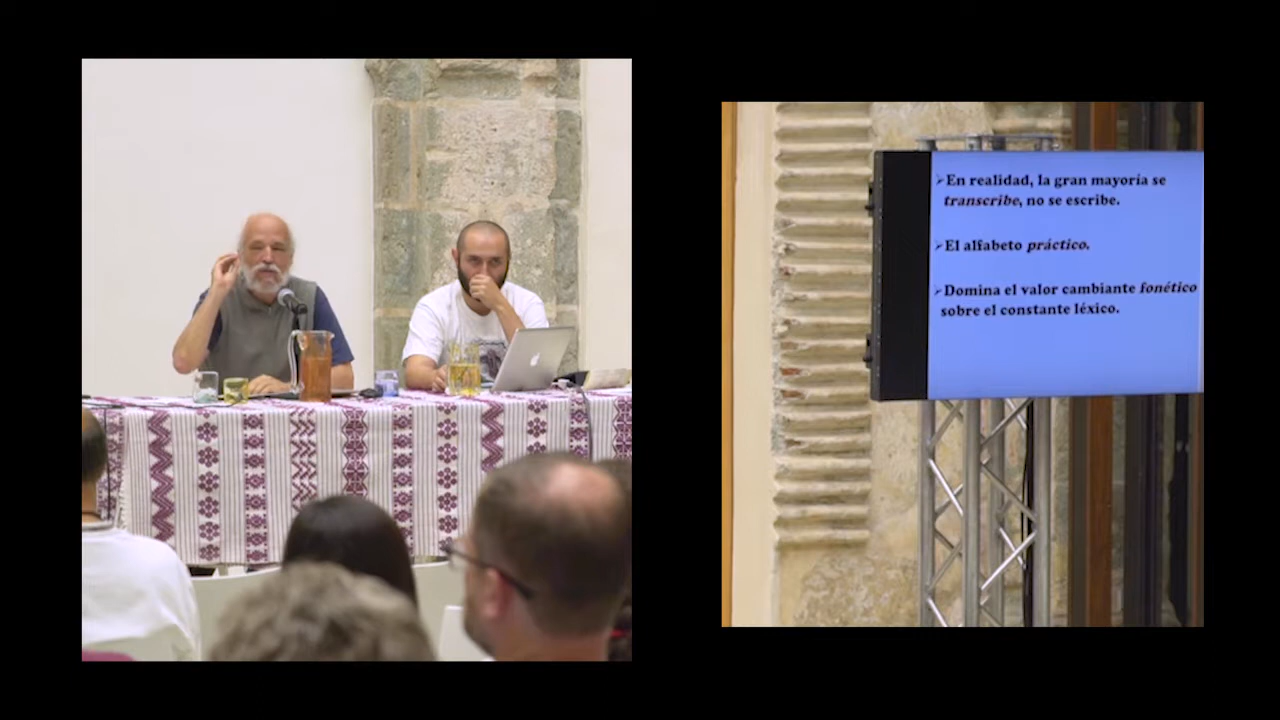 ➢En realidad, la gran mayoría se
transcribe, no se escribe.
➢El alfabeto práctico.
➢Domina el valor cambiante fonético
sobre el constante léxico.